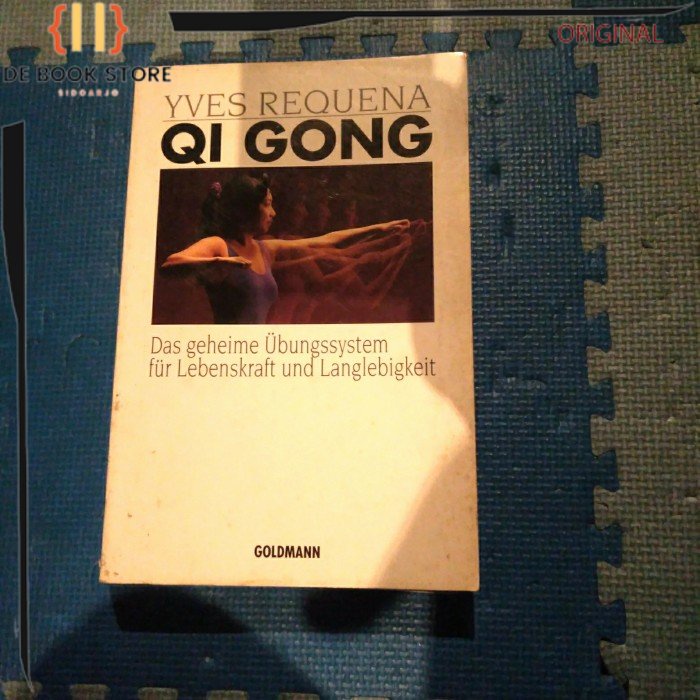 DE BOOK STORE
SIDOARJO
ORIGINAL
YVES REQUENA
QI GONG
Das geheime Übungssystem
für Lebenskraft und Langlebigkeit
GOLDMANN